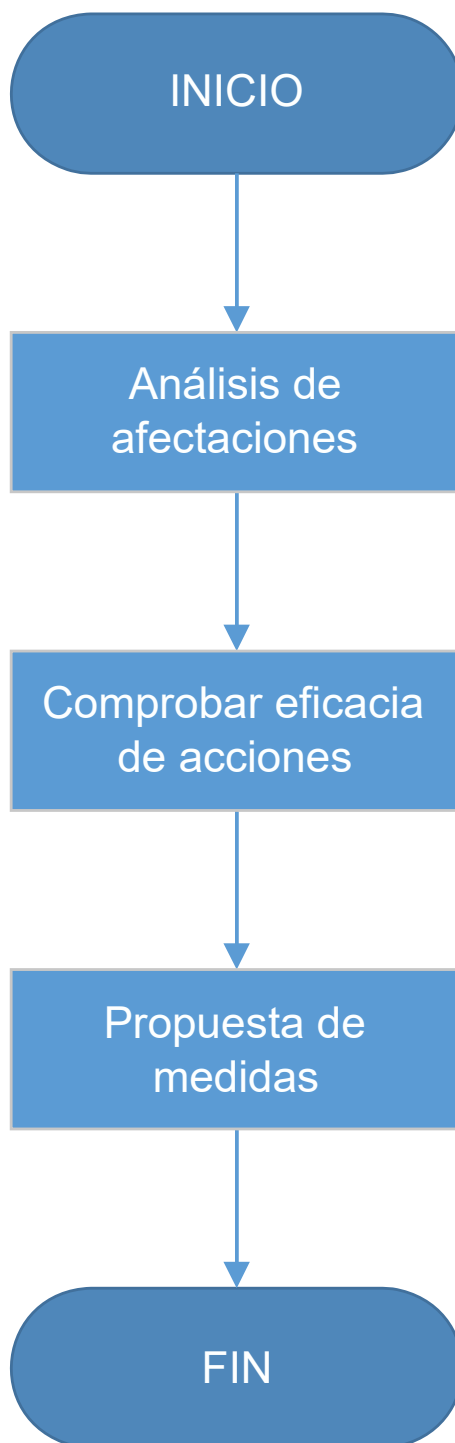 INICIO
Análisis de
afectaciones
Comprobar eficacia
de acciones
Propuesta de
medidas
FIN